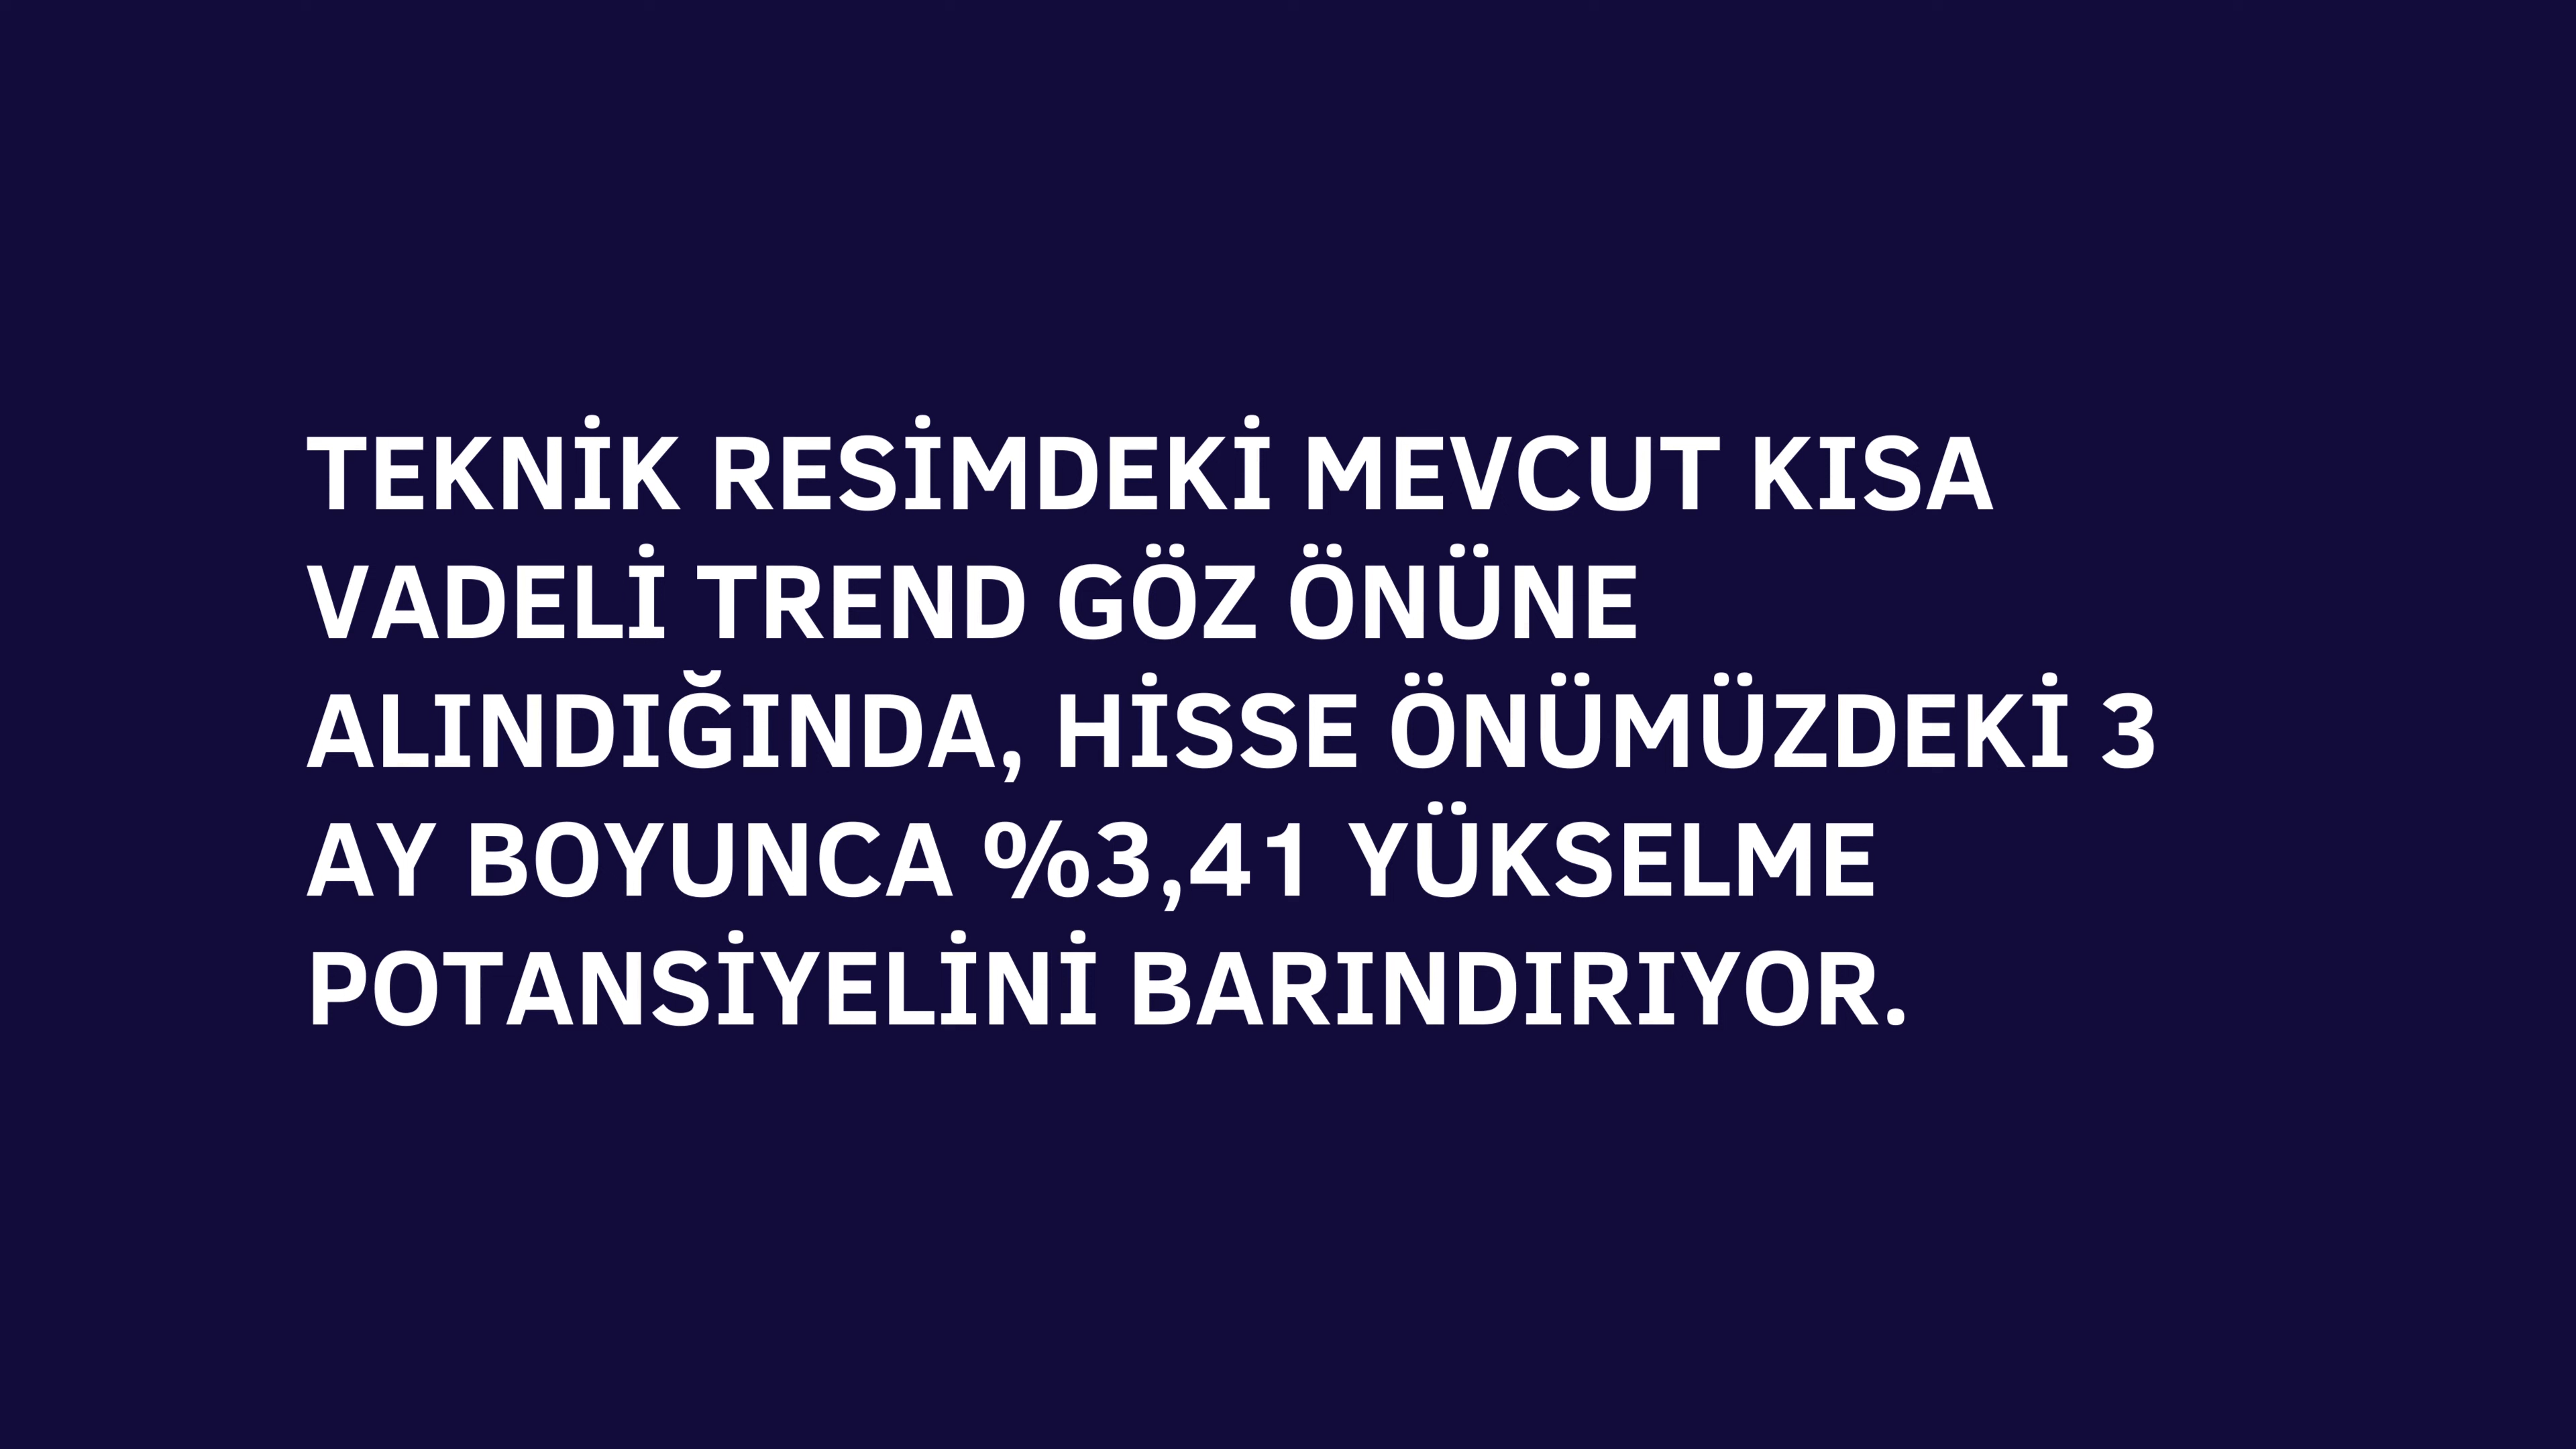 TEKNİK RESİMDEKİ MEVCUT KISA
VADELİ TREND GÖZ ÖNÜNE
ALINDIĞINDA, HİSSE ÖNÜMÜZDEKİ 3
AY BOYUNCA %3,41 YÜKSELME
POTANSİYELİNİ BARINDIRIYOR.